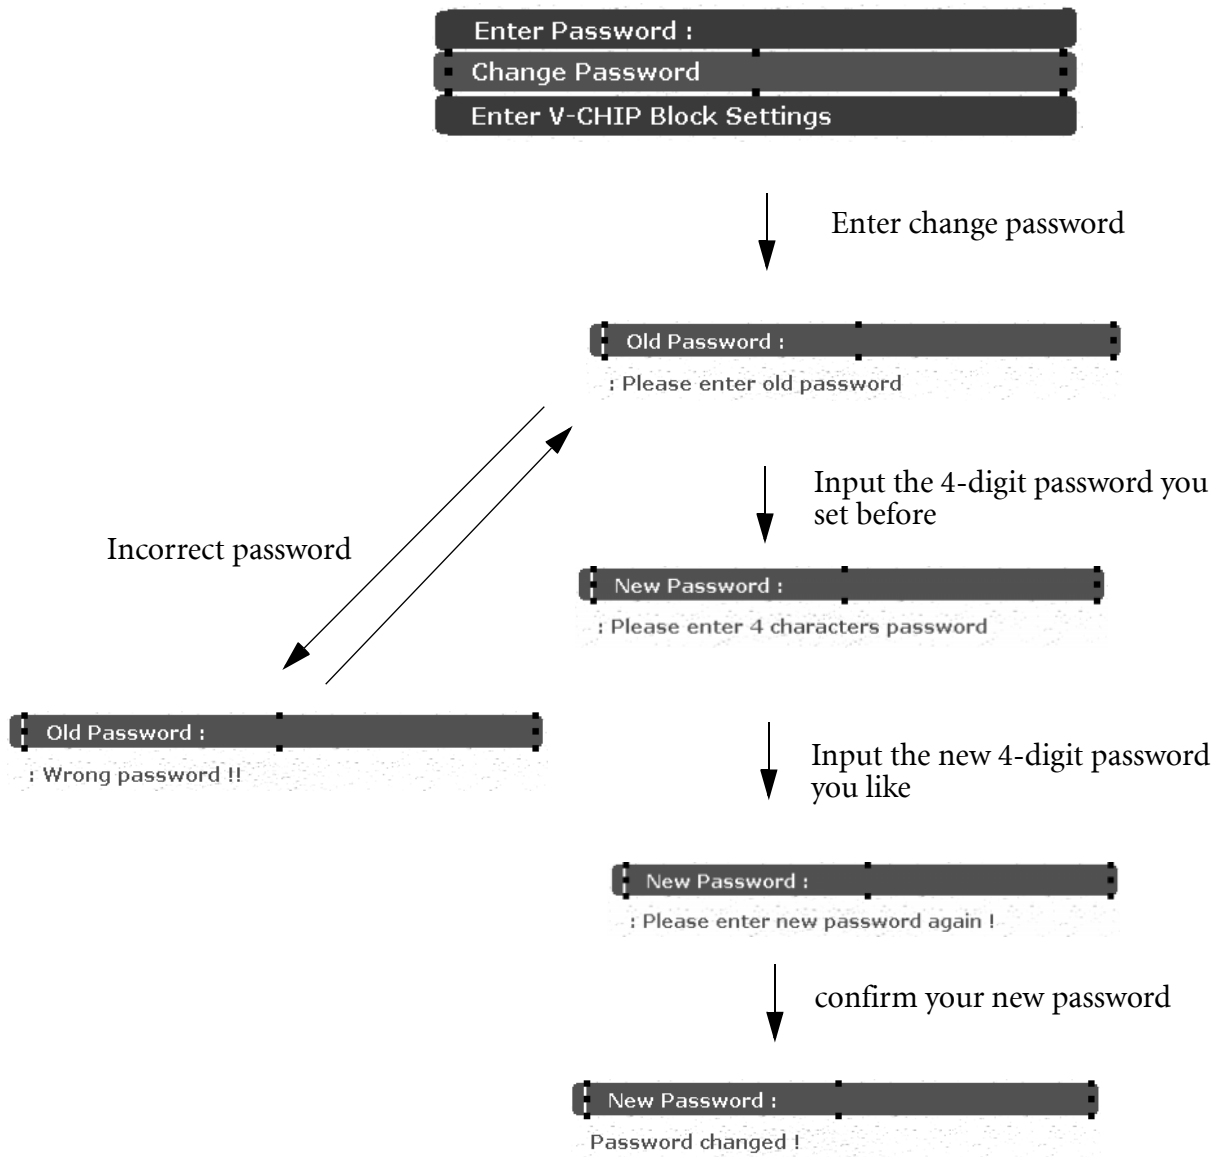 Enter Password :
Change Password
Enter V-CHIP Block Settings
Enter change password
Old Password :
: Please enter old password
Input the 4-digit password you
set before
Incorrect password
New Password :
: Please enter 4 characters password
Old Password :
: Wrong password !!
Input the new 4-digit password
you like
New Password :
: Please enter new password again !
confirm your new password
New Password :
Password changed !